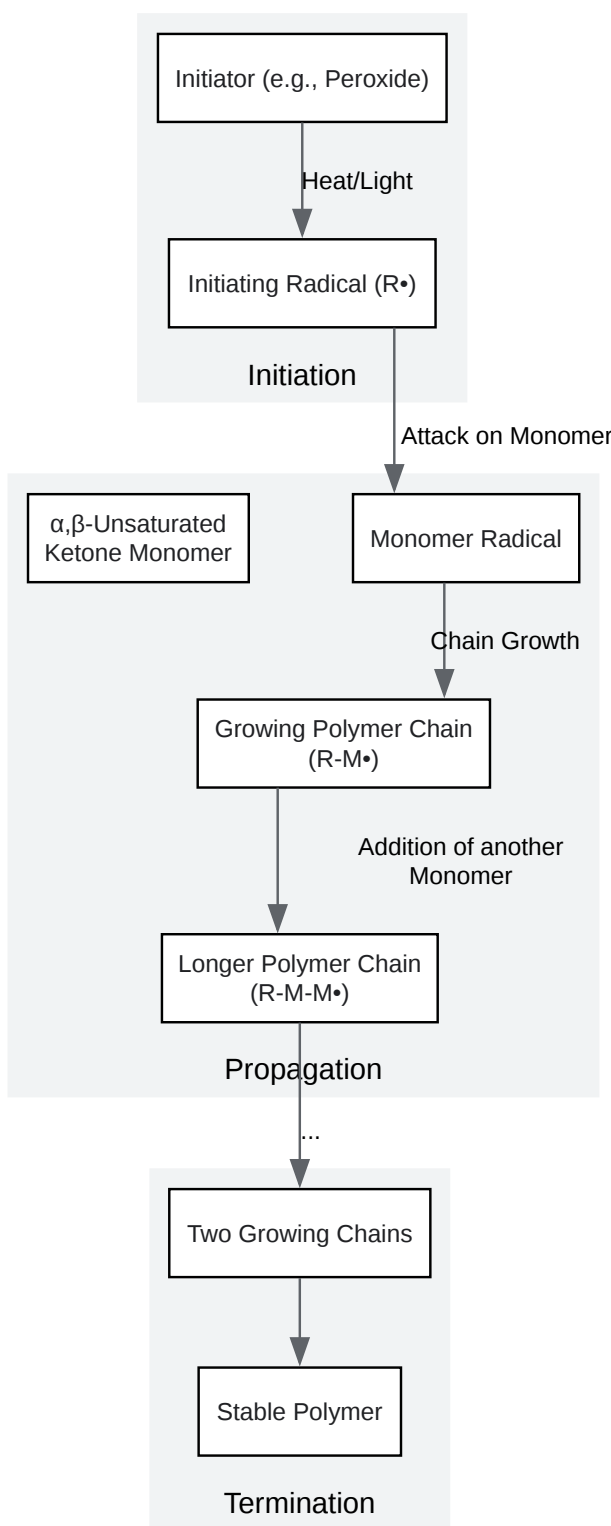 Initiator (e.g., Peroxide)
Heat/Light
Initiating Radical (R•)
Initiation
Attack on Monomer
α,β-Unsaturated
Ketone Monomer
Monomer Radical
Chain Growth
Growing Polymer Chain
(R-M•)
Addition of another
Monomer
Longer Polymer Chain
(R-M-M•)
Propagation
...
Two Growing Chains
Stable Polymer
Termination